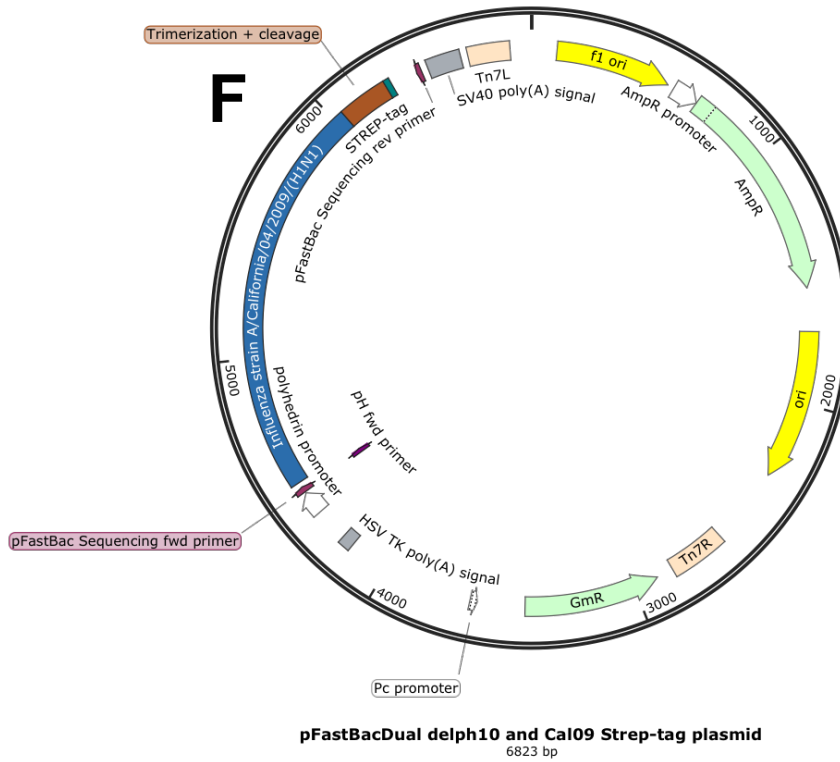 Trimerization + cleavage
F
Tn7L
SV40 poly(A) signal
STREP-tag
pFastBac Sequencing rev primer
f1 ori
AmpR promoter
AmpR
1000
6000
Influenza strain A/California/04/2009/(H1N1)
5000
polyhedrin promoter
pH fwd primer
ori
2000
pFastBac Sequencing fwd primer
HSV TK poly(A) signal
Tn7R
4000
GmR
3000
Pc promoter
pFastBacDual delph10 and Cal09 Strep-tag plasmid
6823 bp